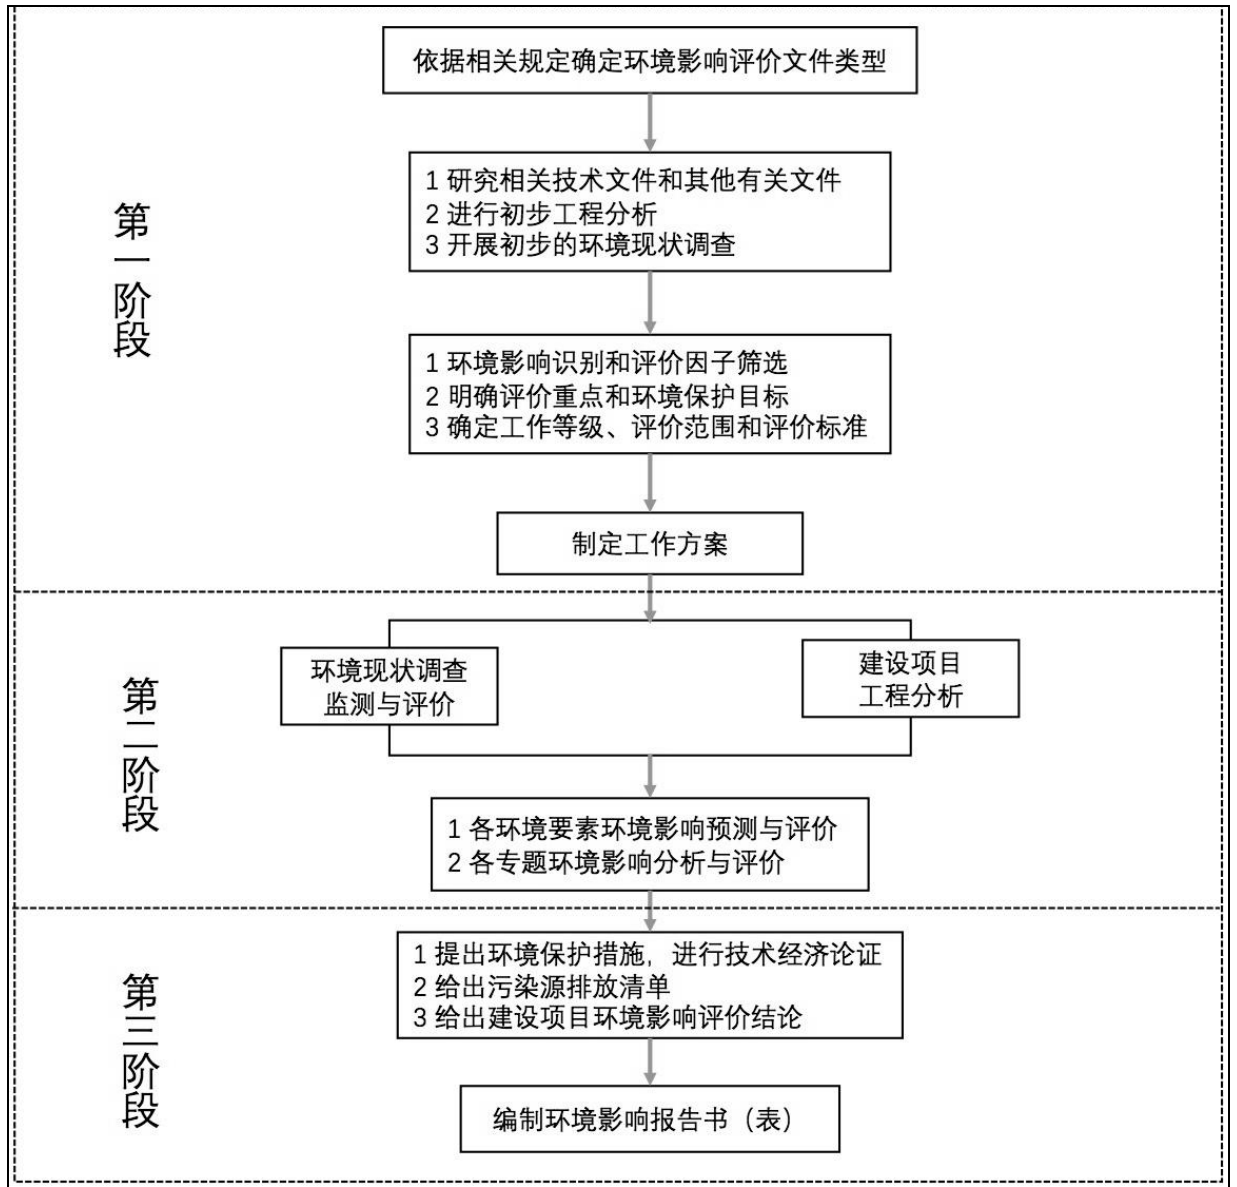 依据相关规定确定环境影响评价文件类型
第一阶段
1 研究相关技术文件和其他有关文件
2 进行初步工程分析
3 开展初步的环境现状调查
1 环境影响识别和评价因子筛选
2 明确评价重点和环境保护目标
3 确定工作等级、评价范围和评价标准
制定工作方案
第二阶段
环境现状调查
监测与评价
建设项目
工程分析
1 各环境要素环境影响预测与评价
2 各专题环境影响分析与评价
第三阶段
1 提出环境保护措施，进行技术经济论证
2 给出污染源排放清单
3 给出建设项目环境影响评价结论
编制环境影响报告书（表）